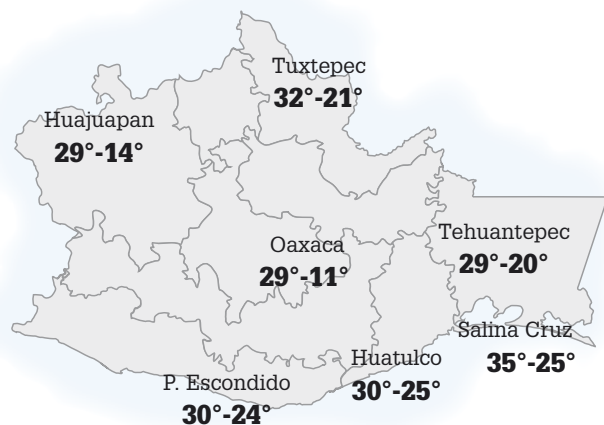 Tuxtepec
32°-21°
Huajuapan
29°-14°
Oaxaca
29°-11°
Tehuantepec
29°-20°
Salina Cruz
35°-25°
Huatulco
30°-25°
P. Escondido
30°-24°